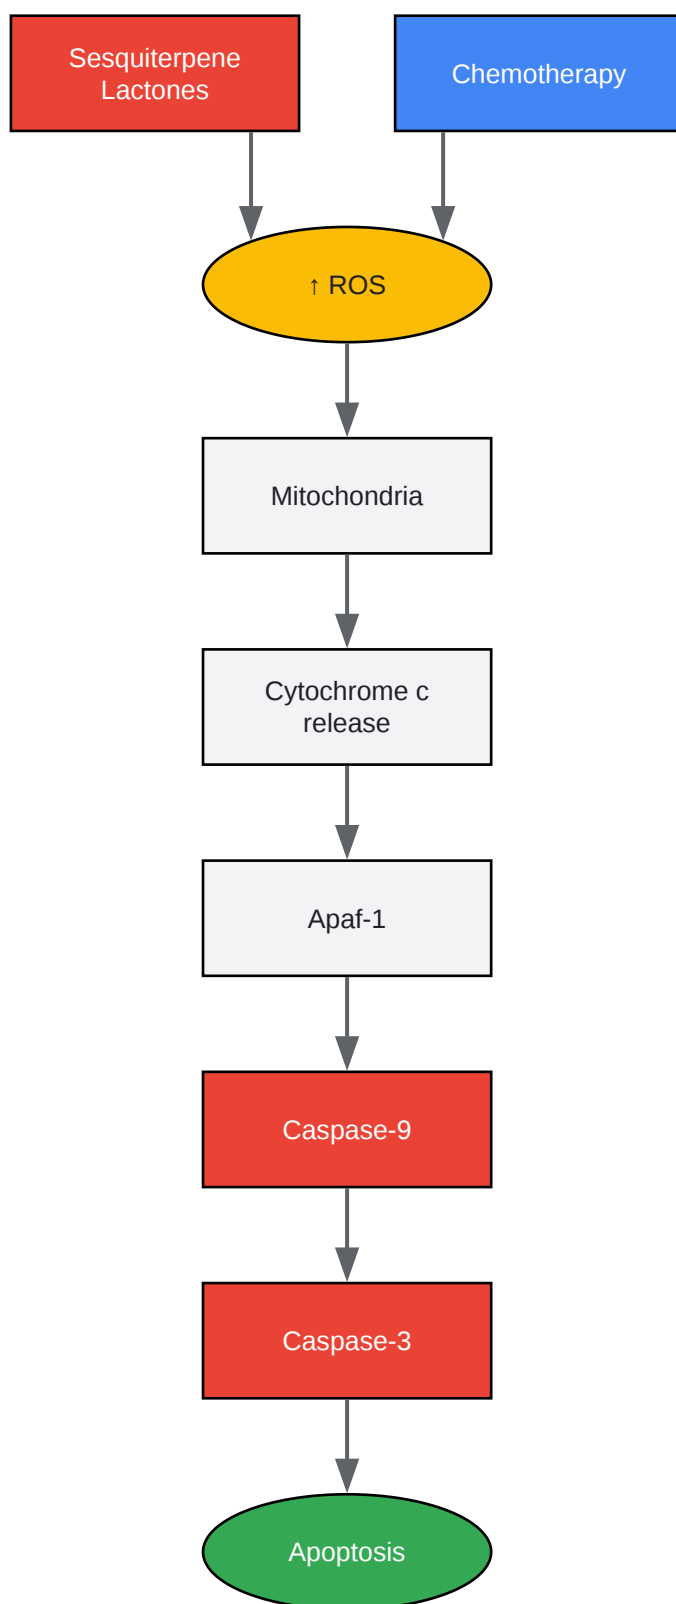 Sesquiterpene
Lactones
Chemotherapy
↑ ROS
Mitochondria
Cytochrome c
release
Apaf-1
Caspase-9
Caspase-3
Apoptosis